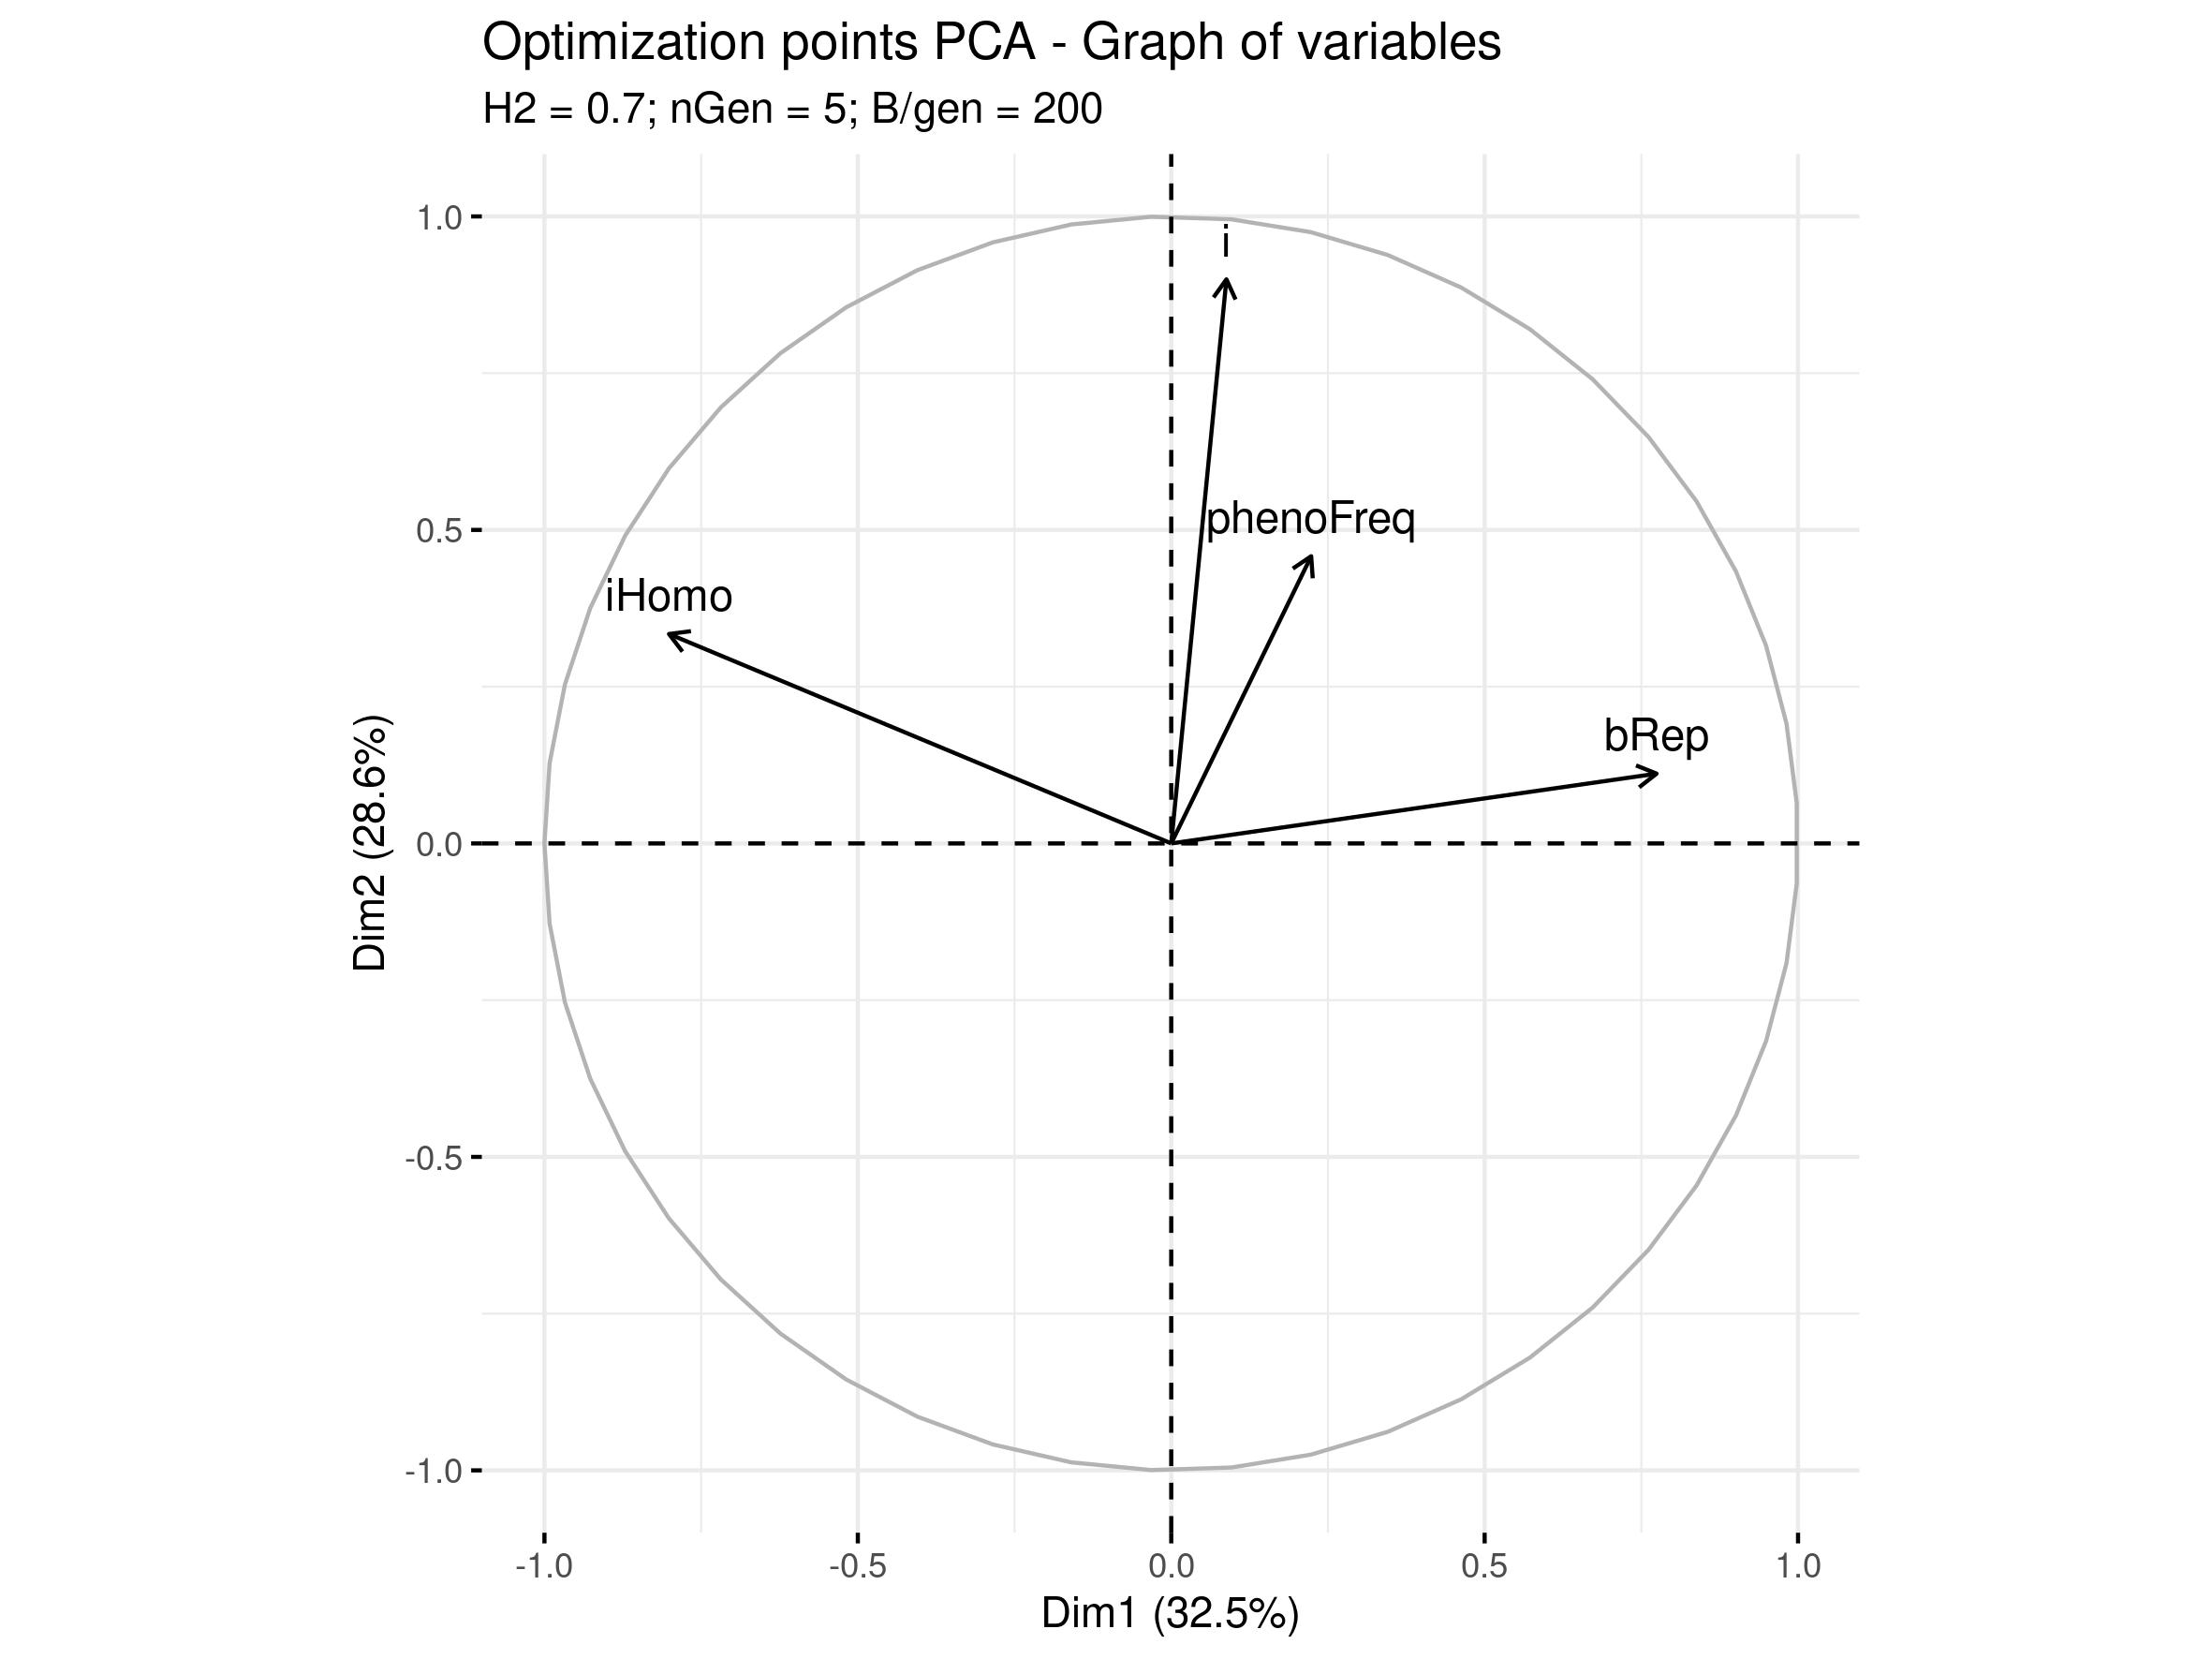 Optimization points PCA - Graph of variables
H2 = 0.7; nGen = 5; B/gen = 200
1.0
i
0.5
phenoFreq
iHomo
bRep
0.0
-0.5
-1.0
Dim2 (28.6%)
-1.0
-0.5
0.0
0.5
1.0
Dim1 (32.5%)